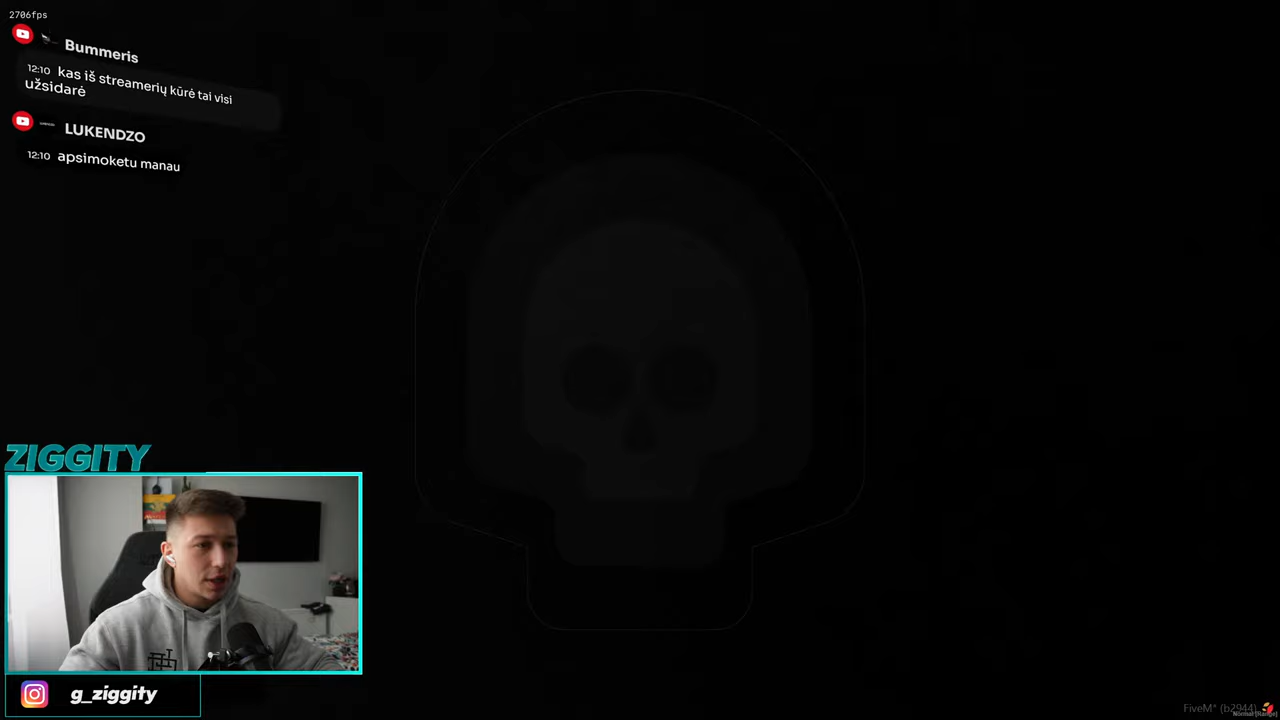 2706fps
Bummeris
12:10 kas iš streamerių kūrė tai visi
užsidarė
LUKENDZO
12:10 apsimoketu manau
ZIGGITY
g_ziggity
FiveM* (b2944)